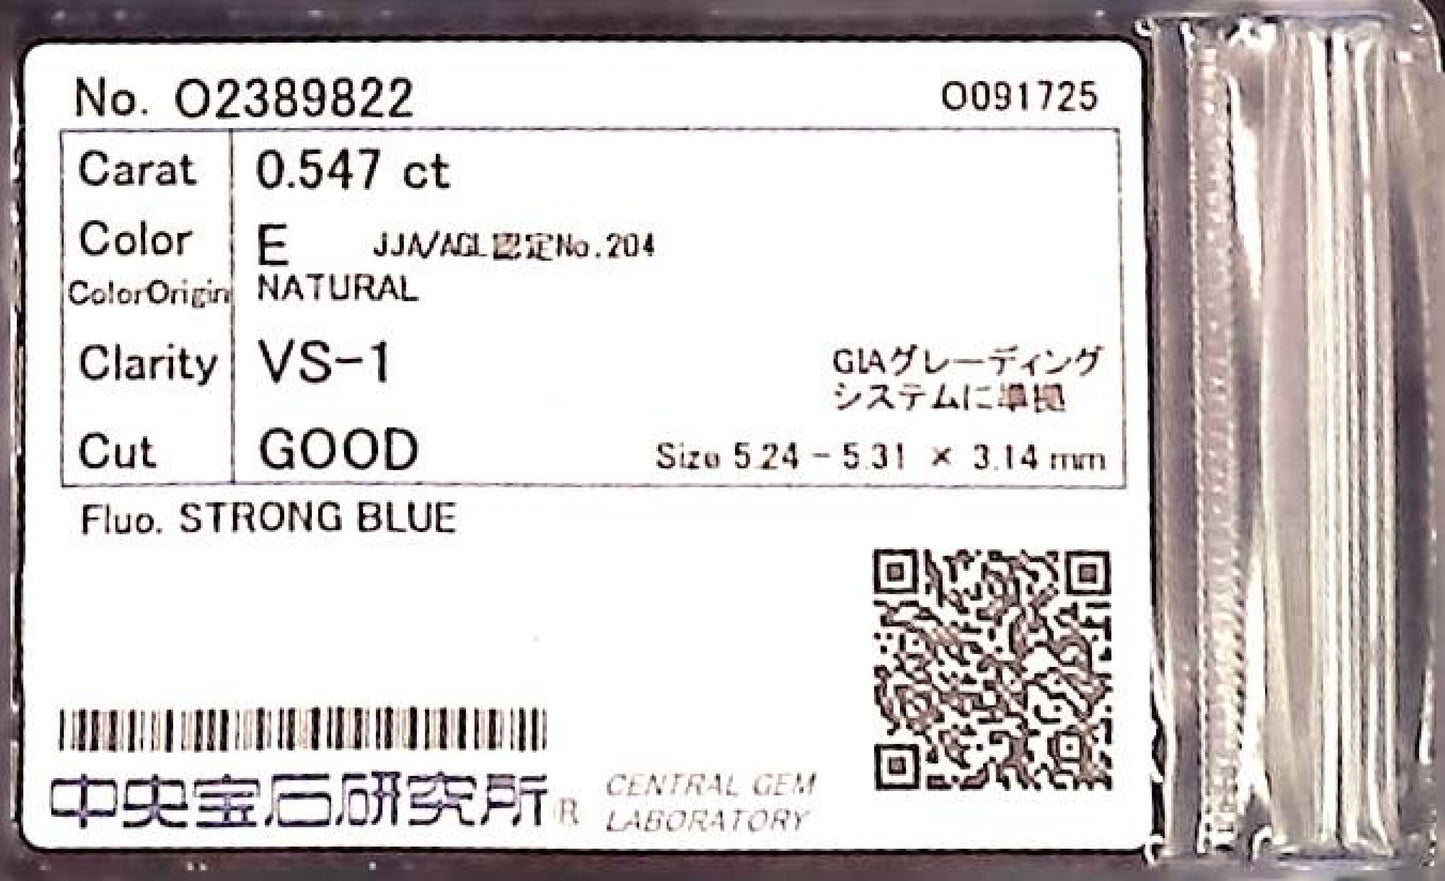 No. O2389822 O091725
Carat 0.547 ct
Color E JJA/AGL認定No.204
ColorOrigin NATURAL
Clarity VS-1 GIAグレーディング
システムに準拠
Cut GOOD Size 5.24 - 5.31 × 3.14 mm
Fluo. STRONG BLUE
中央宝石研究所® CENTRAL GEM
LABORATORY